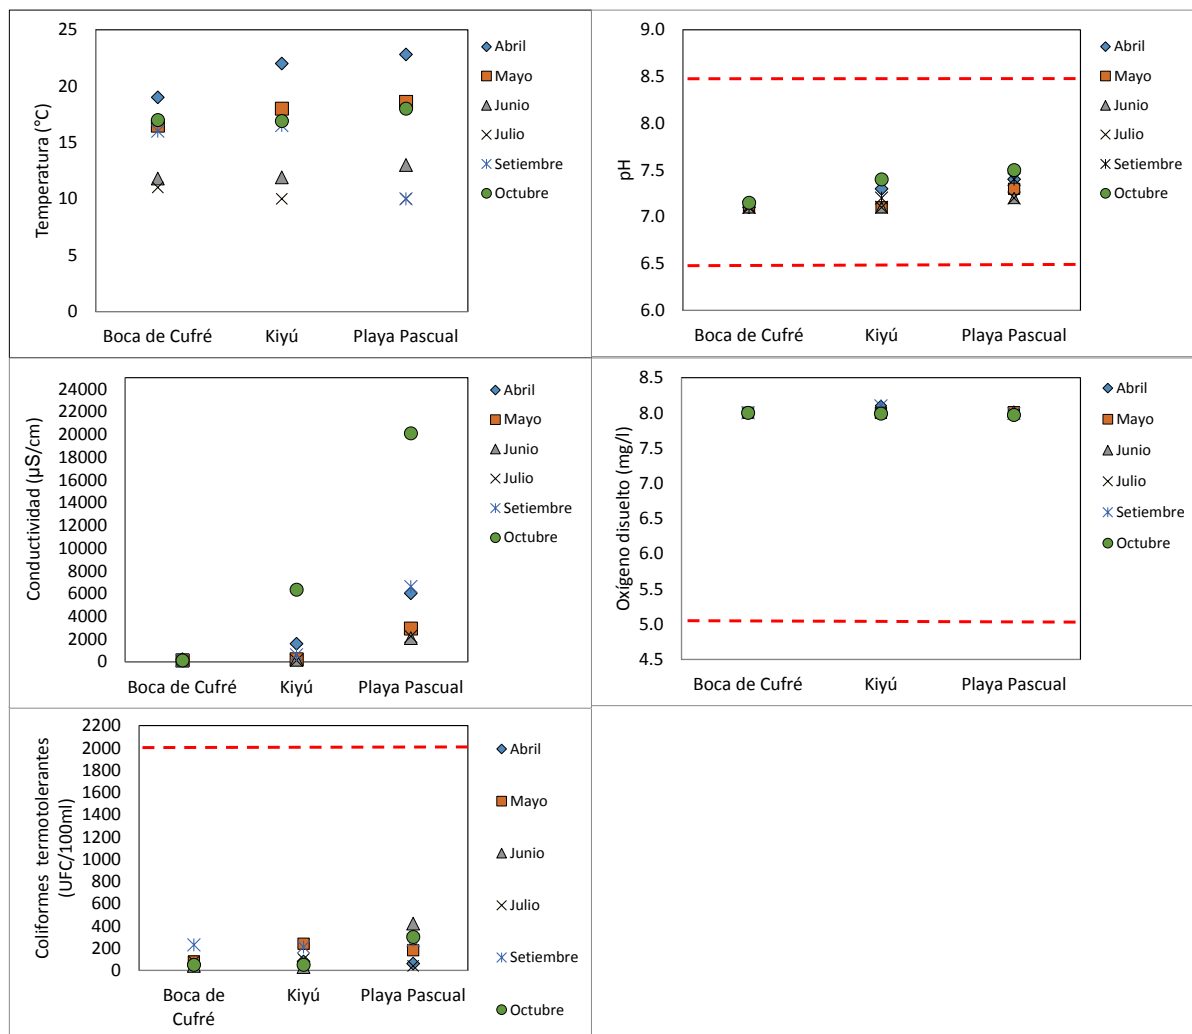 Temperatura (°C)
25
20
15
10
5
0
Boca de Cufré
Kiyú
Playa Pascual
Abril
Mayo
Junio
Julio
Setiembre
Octubre
pH
9.0
8.5
8.0
7.5
7.0
6.5
6.0
Boca de Cufré
Kiyú
Playa Pascual
Abril
Mayo
Junio
Julio
Setiembre
Octubre
Conductividad (µS/cm)
24000
22000
20000
18000
16000
14000
12000
10000
8000
6000
4000
2000
0
Boca de Cufré
Kiyú
Playa Pascual
Abril
Mayo
Junio
Julio
Setiembre
Octubre
Oxígeno disuelto (mg/l)
8.5
8.0
7.5
7.0
6.5
6.0
5.5
5.0
4.5
Boca de Cufré
Kiyú
Playa Pascual
Abril
Mayo
Junio
Julio
Setiembre
Octubre
Coliformes termotolerantes
(UFC/100ml)
2200
2000
1800
1600
1400
1200
1000
800
600
400
200
0
Boca de
Cufré
Kiyú
Playa Pascual
Abril
Mayo
Junio
Julio
Setiembre
Octubre